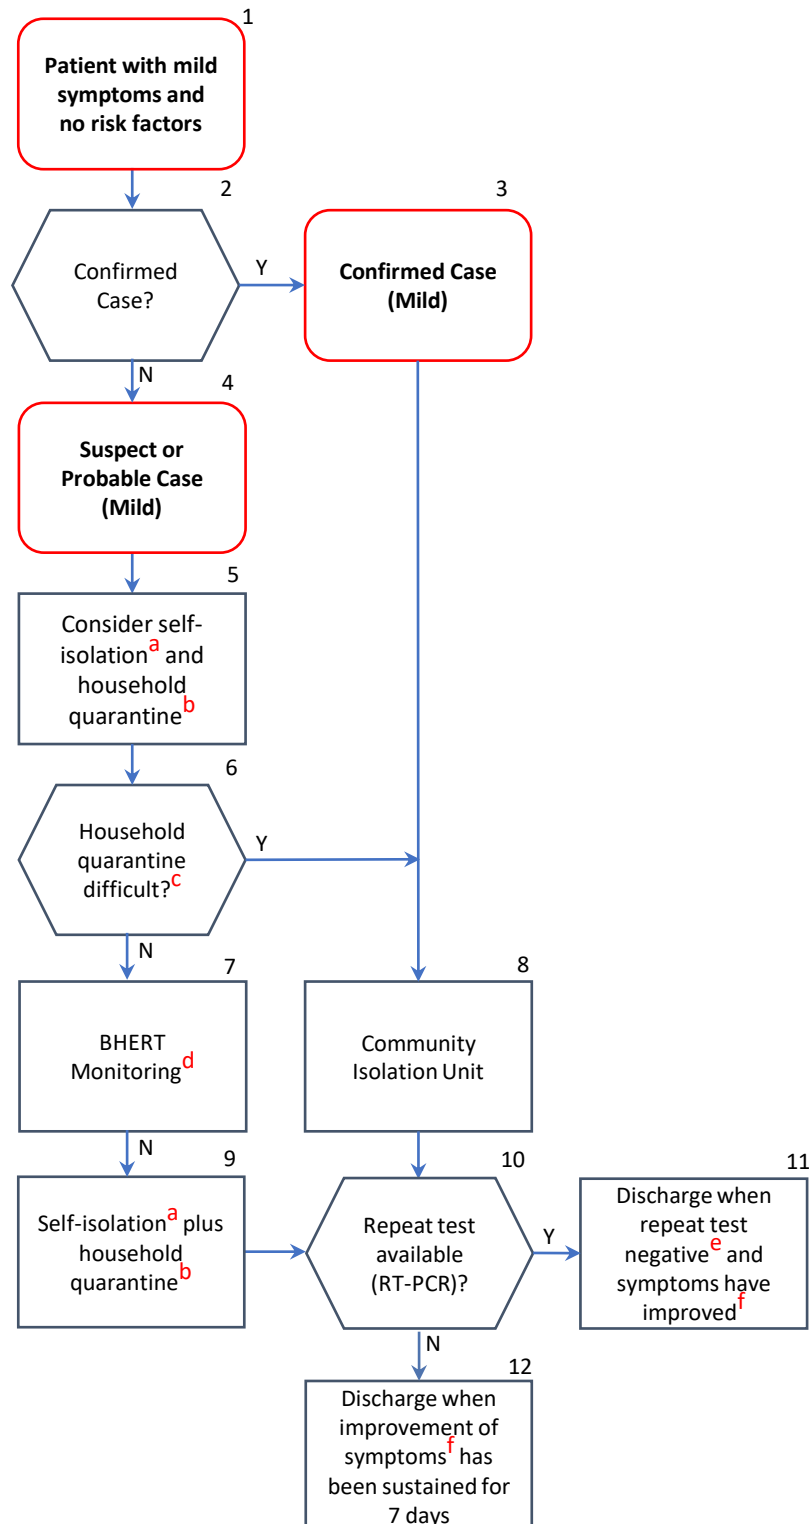 1
Patient with mild
symptoms and
no risk factors
2
Confirmed
Case?
Y
3
Confirmed Case
(Mild)
N
4
Suspect or
Probable Case
(Mild)
5
Consider self-
isolationa and
household
quarantineb
6
Household
quarantine
difficult?c
Y
N
7
BHERT
Monitoringd
8
Community
Isolation Unit
N
9
Self-isolationa plus
household
quarantineb
10
Repeat test
available
(RT-PCR)?
Y
11
Discharge when
repeat test
negativee and
symptoms have
improvedf
N
12
Discharge when
improvement of
symptomsf has
been sustained for
7 days